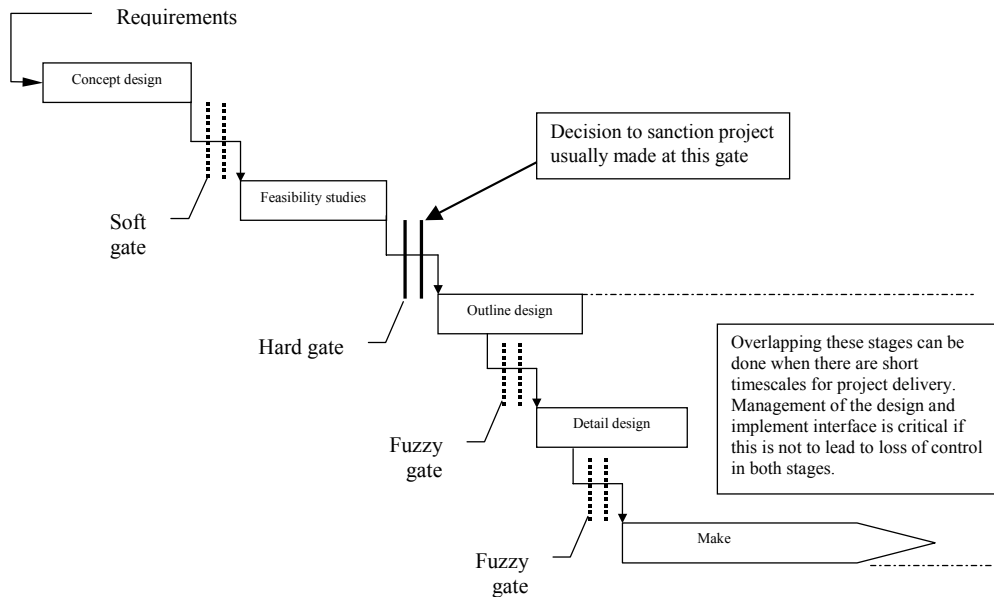 Requirements
Concept design
Decision to sanction project
usually made at this gate
Feasibility studies
Soft
gate
Outline design
Hard gate
Overlapping these stages can be
done when there are short
timescales for project delivery.
Management of the design and
implement interface is critical if
this is not to lead to loss of control
in both stages.
Detail design
Fuzzy
gate
Make
Fuzzy
gate